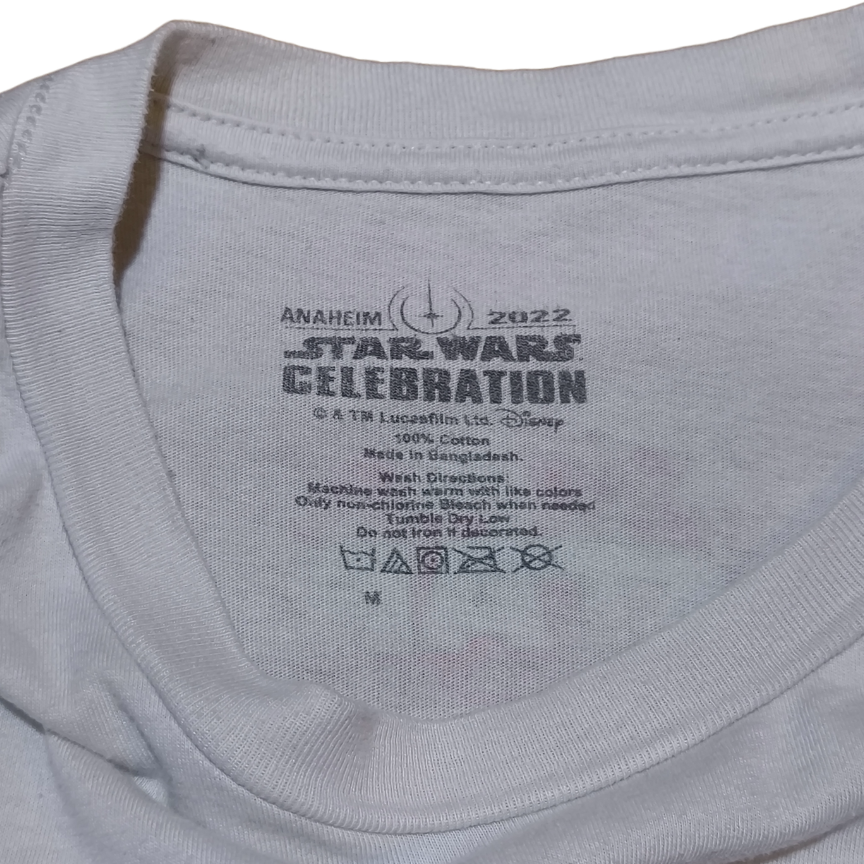 ANAHEIM 2022
STAR WARS
CELEBRATION
© & TM Lucasfilm Ltd. Disney
100% Cotton
Made in Bangladesh.
Wash Directions:
Machine wash warm with like colors
Only non-chlorine Bleach when needed
Tumble Dry Low
Do not iron if decorated.
M